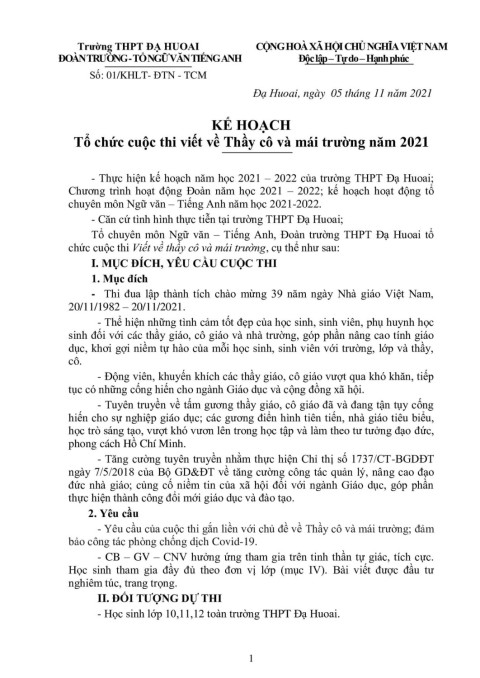 Trường THPT ĐẠ HUOAI
ĐOÀN TRƯỜNG - TỔ NGỮ VĂN TIẾNG ANH
Số: 01/KHLT- ĐTN - TCM
CỘNG HOÀ XÃ HỘI CHỦ NGHĨA VIỆT NAM
Độc lập – Tự do – Hạnh phúc
Đạ Huoai, ngày 05 tháng 11 năm 2021
KẾ HOẠCH
Tổ chức cuộc thi viết về Thầy cô và mái trường năm 2021
- Thực hiện kế hoạch năm học 2021 – 2022 của trường THPT Đạ Huoai;
Chương trình hoạt động Đoàn năm học 2021 – 2022; kế hoạch hoạt động tổ
chuyên môn Ngữ văn – Tiếng Anh năm học 2021-2022.
- Căn cứ tình hình thực tiễn tại trường THPT Đạ Huoai;
Tổ chuyên môn Ngữ văn – Tiếng Anh, Đoàn trường THPT Đạ Huoai tổ
chức cuộc thi Viết về thầy cô và mái trường, cụ thể như sau:
I. MỤC ĐÍCH, YÊU CẦU CUỘC THI
1. Mục đích
- Thi đua lập thành tích chào mừng 39 năm ngày Nhà giáo Việt Nam,
20/11/1982 – 20/11/2021.
- Thể hiện những tình cảm tốt đẹp của học sinh, sinh viên, phụ huynh học
sinh đối với các thầy giáo, cô giáo và nhà trường, góp phần nâng cao tính giáo
dục, khơi gợi niềm tự hào của mỗi học sinh, sinh viên với trường, lớp và thầy,
cô.
- Động viên, khuyến khích các thầy giáo, cô giáo vượt qua khó khăn, tiếp
tục có những cống hiến cho ngành Giáo dục và cộng đồng xã hội.
- Tuyên truyền về tấm gương thầy giáo, cô giáo đã và đang tận tụy cống
hiến cho sự nghiệp giáo dục; các gương điển hình tiên tiến, nhà giáo tiêu biểu,
học trò sáng tạo, vượt khó vươn lên trong học tập và làm theo tư tưởng đạo đức,
phong cách Hồ Chí Minh.
- Tăng cường tuyên truyền nhằm thực hiện Chỉ thị số 1737/CT-BGDĐT
ngày 7/5/2018 của Bộ GD&ĐT về tăng cường công tác quản lý, nâng cao đạo
đức nhà giáo; củng cố niềm tin của xã hội đối với ngành Giáo dục, góp phần
thực hiện thành công đổi mới giáo dục và đào tạo.
2. Yêu cầu
- Yêu cầu của cuộc thi gắn liền với chủ đề về Thầy cô và mái trường; đảm
bảo công tác phòng chống dịch Covid-19.
- CB – GV – CNV hưởng ứng tham gia trên tinh thần tự giác, tích cực.
Học sinh tham gia đầy đủ theo đơn vị lớp (mục IV). Bài viết được đầu tư
nghiêm túc, trang trọng.
II. ĐỐI TƯỢNG DỰ THI
- Học sinh lớp 10,11,12 toàn trường THPT Đạ Huoai.
1